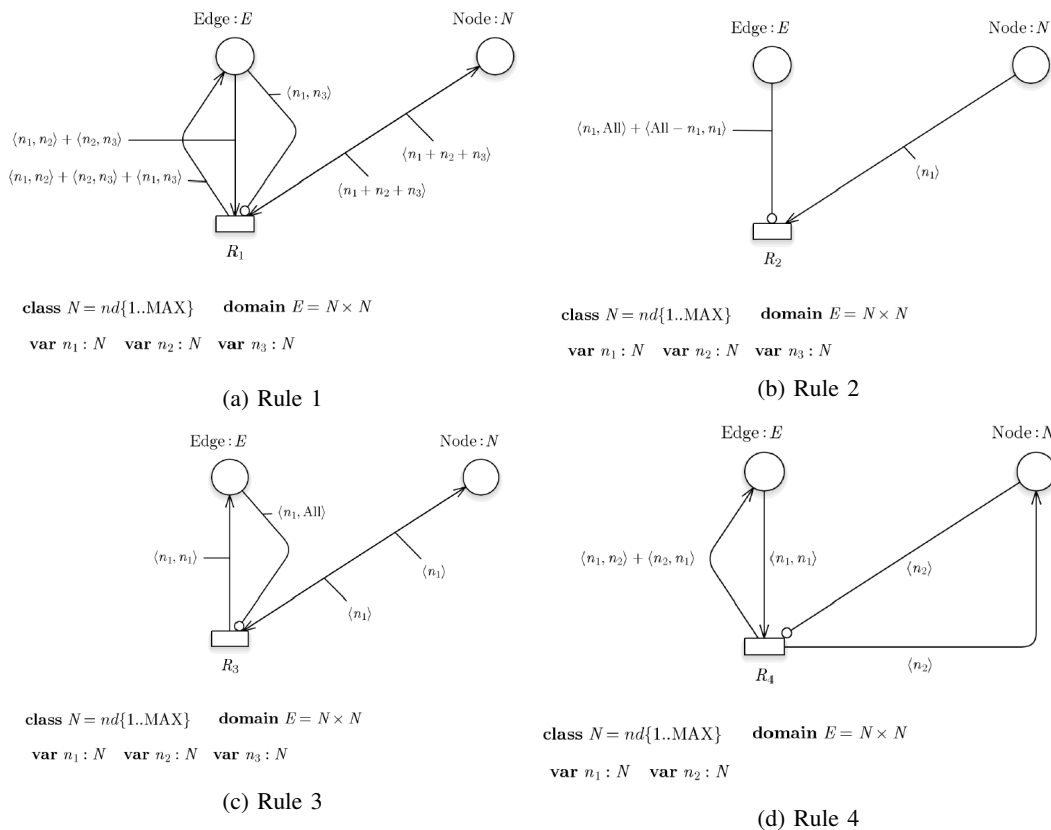 Edge : E
Node : N
⟨n₁, n₃⟩
⟨n₁, n₂⟩ + ⟨n₂, n₃⟩
⟨n₁ + n₂ + n₃⟩
⟨n₁, n₂⟩ + ⟨n₂, n₃⟩ + ⟨n₁, n₃⟩
⟨n₁ + n₂ + n₃⟩
R₁
class N = nd{1..MAX} domain E = N × N
var n₁ : N var n₂ : N var n₃ : N
(a) Rule 1
Edge : E
Node : N
⟨n₁, All⟩ + ⟨All − n₁, n₁⟩
⟨n₁⟩
R₂
class N = nd{1..MAX} domain E = N × N
var n₁ : N var n₂ : N var n₃ : N
(b) Rule 2
Edge : E
Node : N
⟨n₁, All⟩
⟨n₁, n₁⟩
⟨n₁⟩
⟨n₁⟩
R₃
class N = nd{1..MAX} domain E = N × N
var n₁ : N var n₂ : N var n₃ : N
(c) Rule 3
Edge : E
Node : N
⟨n₁, n₂⟩ + ⟨n₂, n₁⟩
⟨n₁, n₁⟩
⟨n₂⟩
⟨n₂⟩
R₄
class N = nd{1..MAX} domain E = N × N
var n₁ : N var n₂ : N
(d) Rule 4